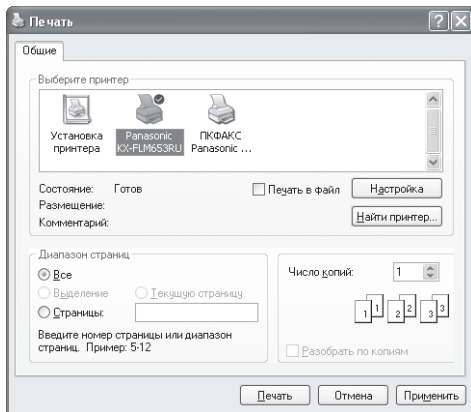 Печать
Общие
Выберите принтер
Установка принтера
Panasonic KX-FLM653RU
ПКФАКС Panasonic ...
Состояние: Готов
Печать в файл
Настройка
Размещение:
Комментарий:
Найти принтер...
Диапазон страниц
Все
Выделение
Текущую страницу
Страницы:
Введите номер страницы или диапазон
страниц. Пример: 5-12
Число копий: 1
1 1 2 2 3 3
Разобрать по копиям
Печать
Отмена
Применить